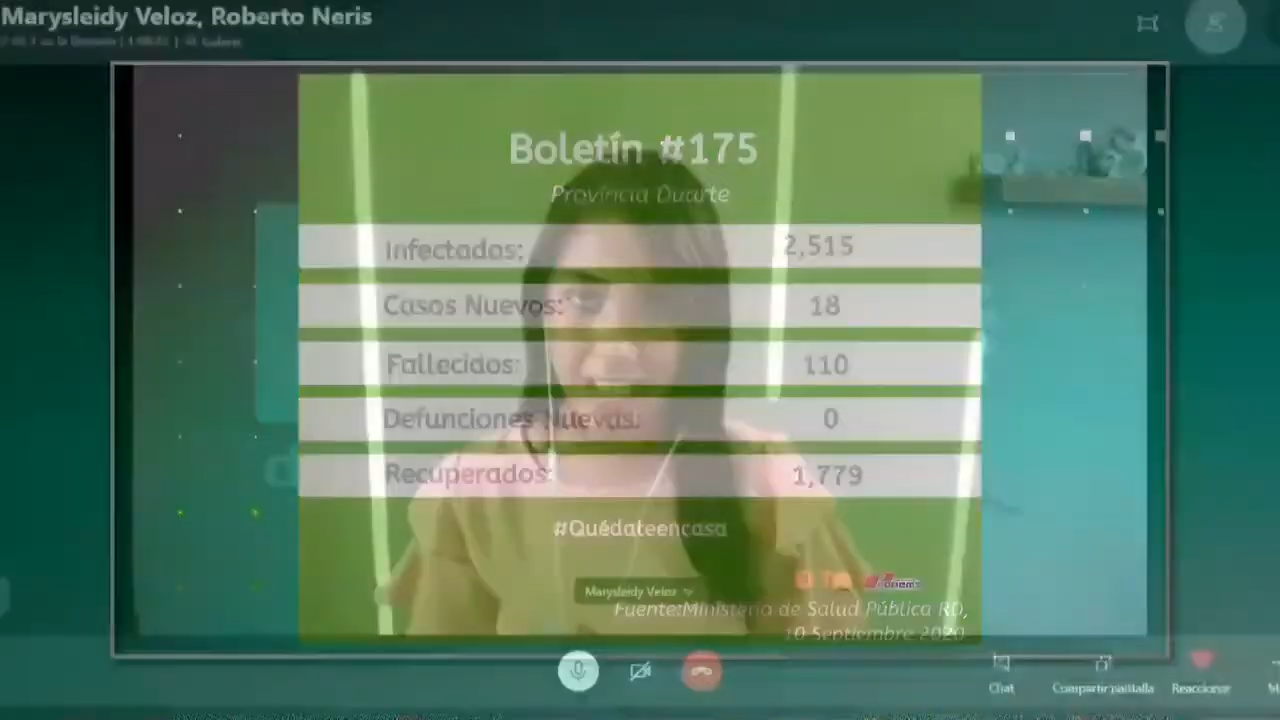 Marysleidy Veloz, Roberto Neris
Boletín #175
Provincia Duarte
Infectados: 2,515
Casos Nuevos: 18
Fallecidos: 110
Defunciones Nuevas: 0
Recuperados: 1,779
#Quédateencasa
Marysleidy Veloz
Fuente:Ministerio de Salud Pública RD,
10 Septiembre 2020
Chat
Compartir pantalla
Reaccionar